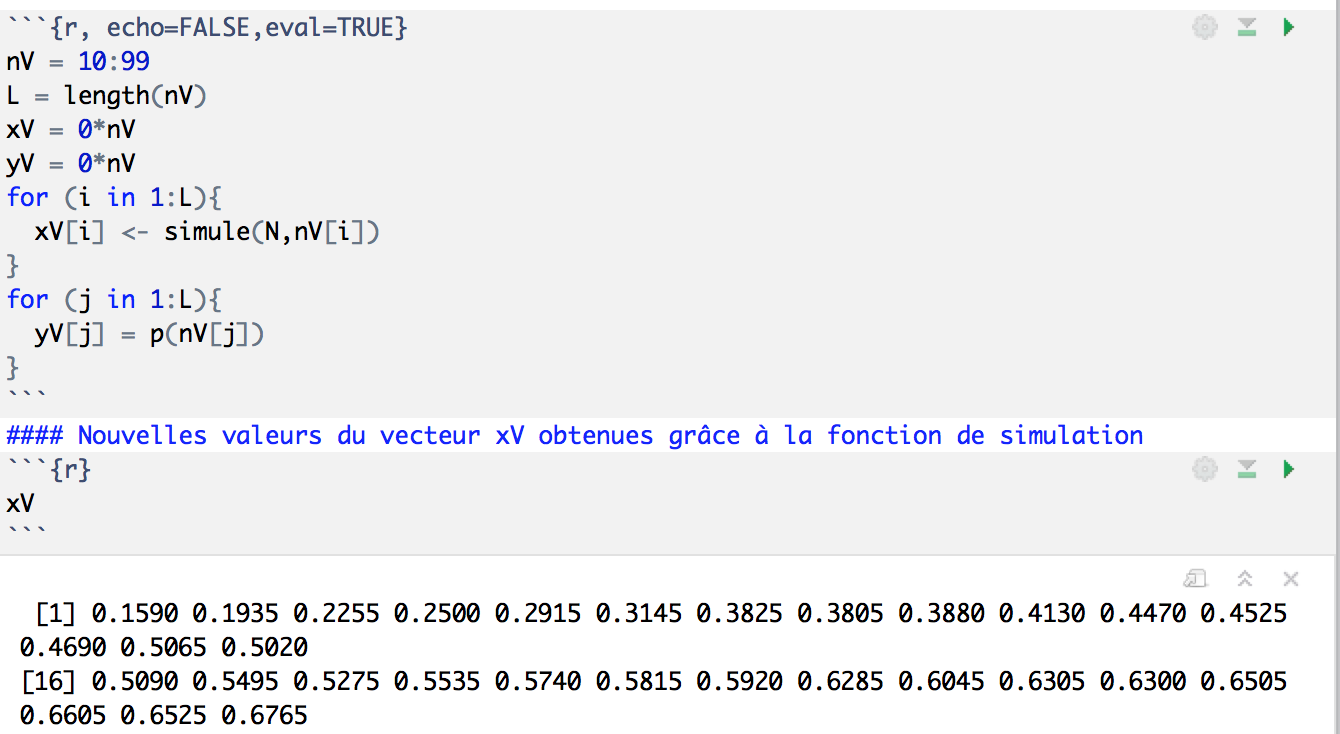 ```{r, echo=FALSE,eval=TRUE}
nV = 10:99
L = length(nV)
xV = 0*nV
yV = 0*nV
for (i in 1:L){
  xV[i] <- simule(N,nV[i])
}
for (j in 1:L){
  yV[j] = p(nV[j])
}
```
#### Nouvelles valeurs du vecteur xV obtenues grâce à la fonction de simulation
```{r}
xV
```
 [1] 0.1590 0.1935 0.2255 0.2500 0.2915 0.3145 0.3825 0.3805 0.3880 0.4130 0.4470 0.4525
0.4690 0.5065 0.5020
[16] 0.5090 0.5495 0.5275 0.5535 0.5740 0.5815 0.5920 0.6285 0.6045 0.6305 0.6300 0.6505
0.6605 0.6525 0.6765